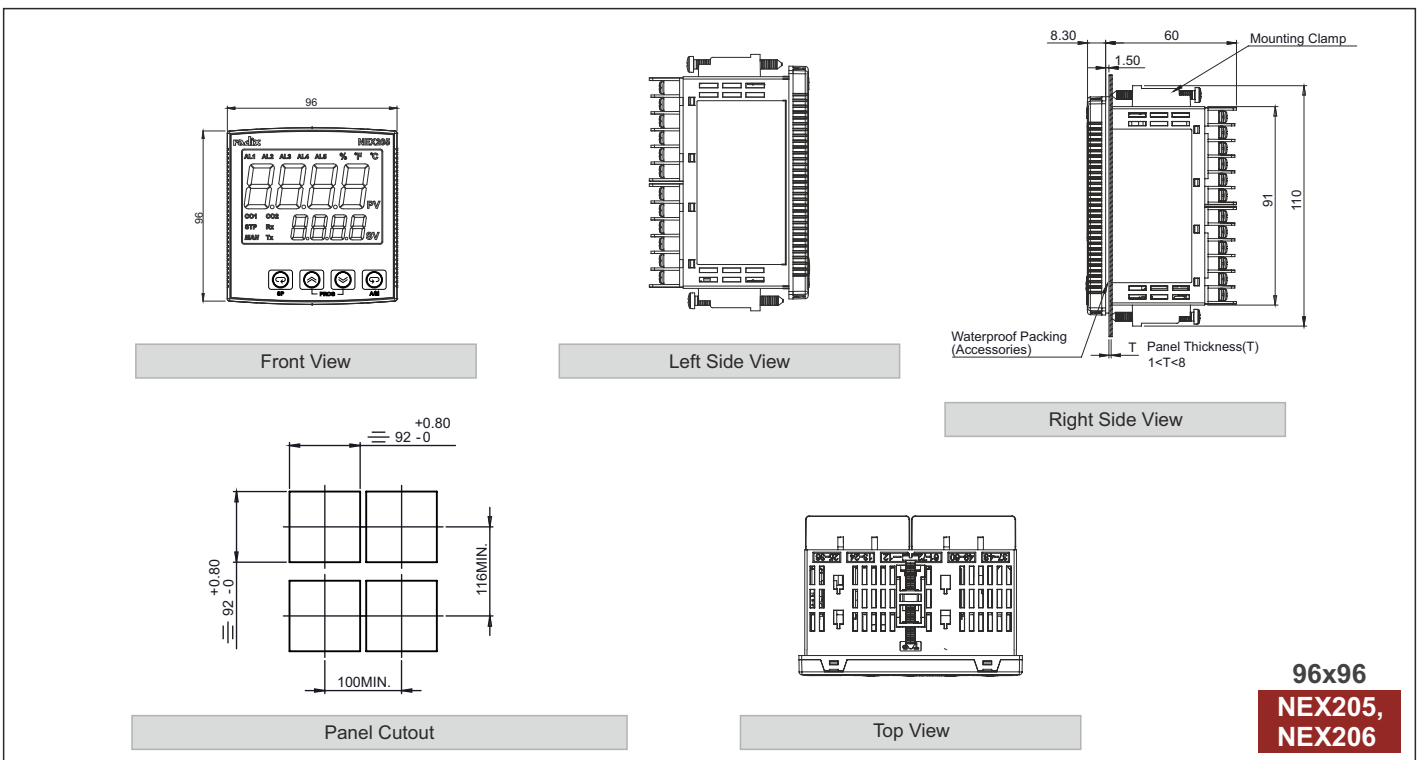 96
96
radix NEX205
AL1 AL2 AL3 AL4 AL5 % °F °C
PV
CO1 CO2
STP Rx
MAN Tx
SV
SP PROG A/M
Front View
Left Side View
8.30 60 Mounting Clamp
1.50
91
110
Waterproof Packing
(Accessories)
T Panel Thickness(T)
1<T<8
Right Side View
+0.80
92 -0
+0.80
92 -0
116MIN.
100MIN.
Panel Cutout
Top View
96x96
NEX205,
NEX206